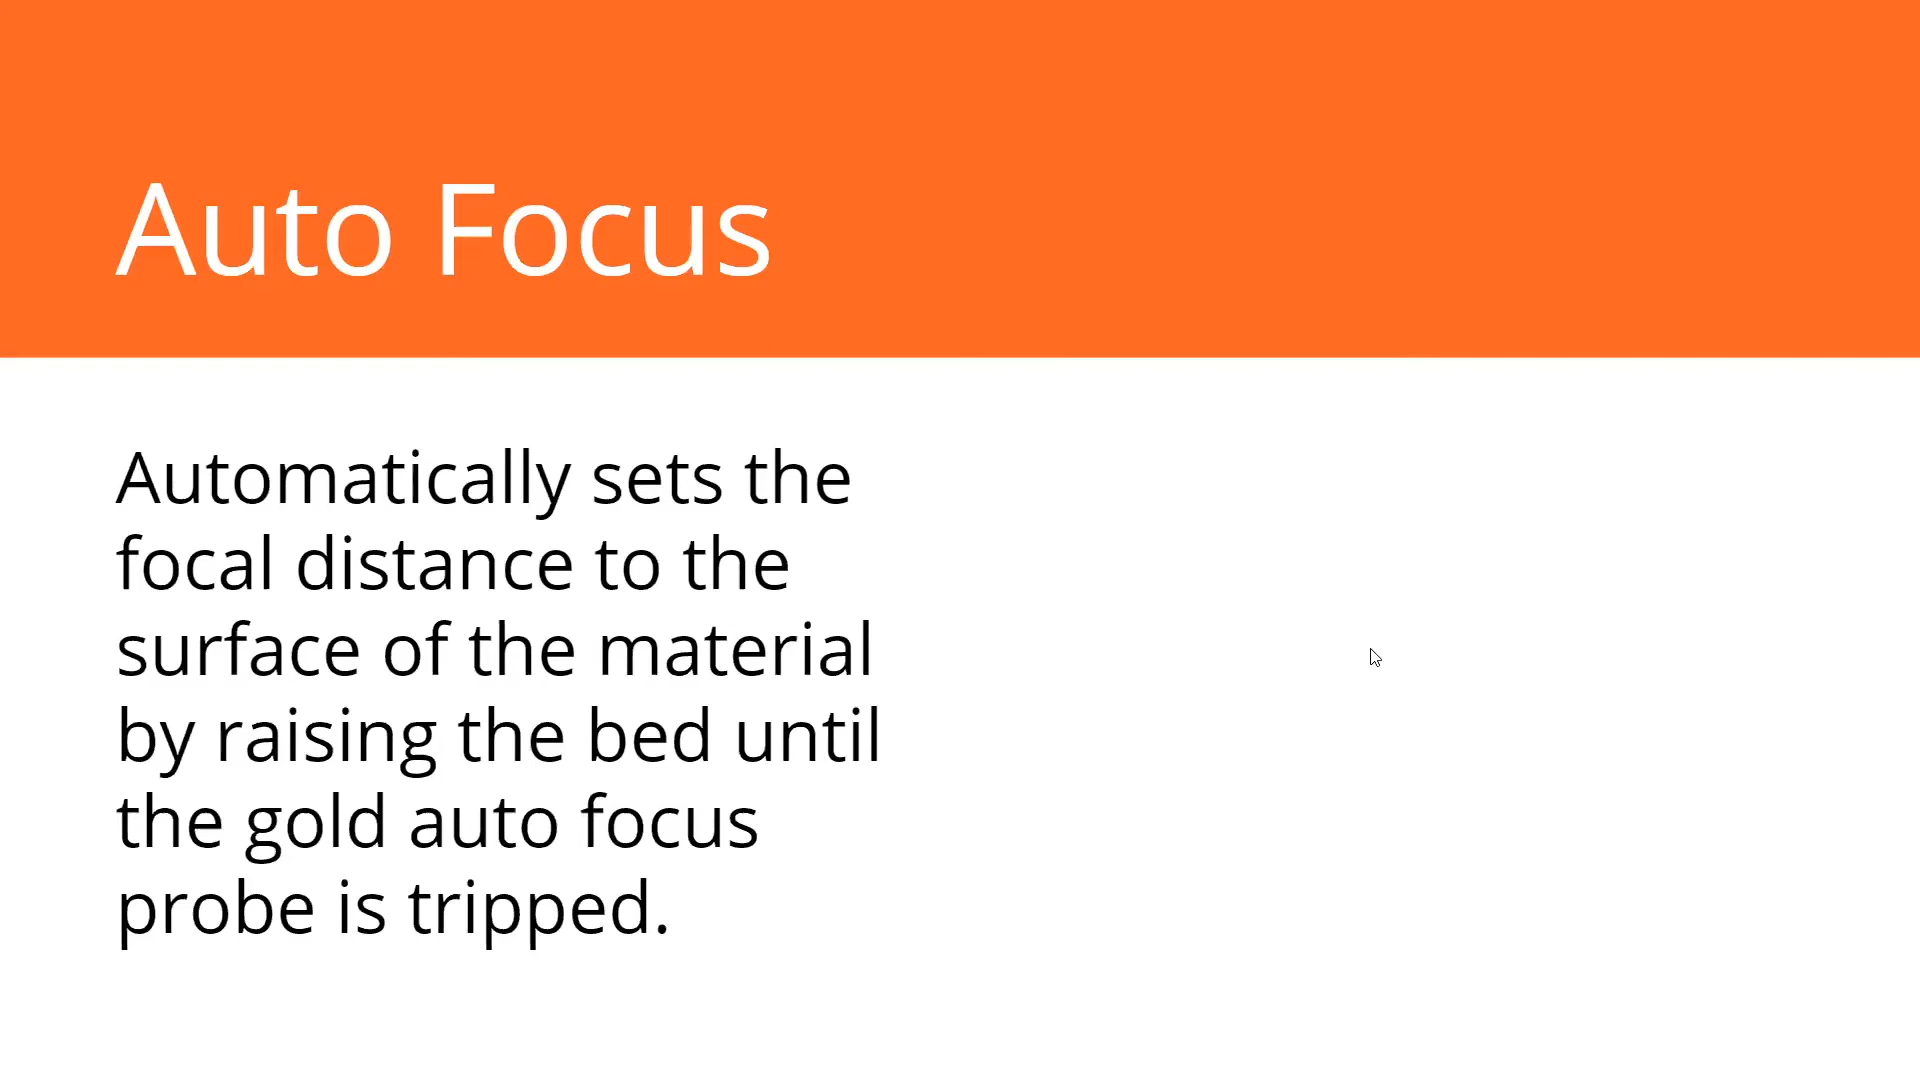 Auto Focus
Automatically sets the
focal distance to the
surface of the material
by raising the bed until
the gold auto focus
probe is tripped.